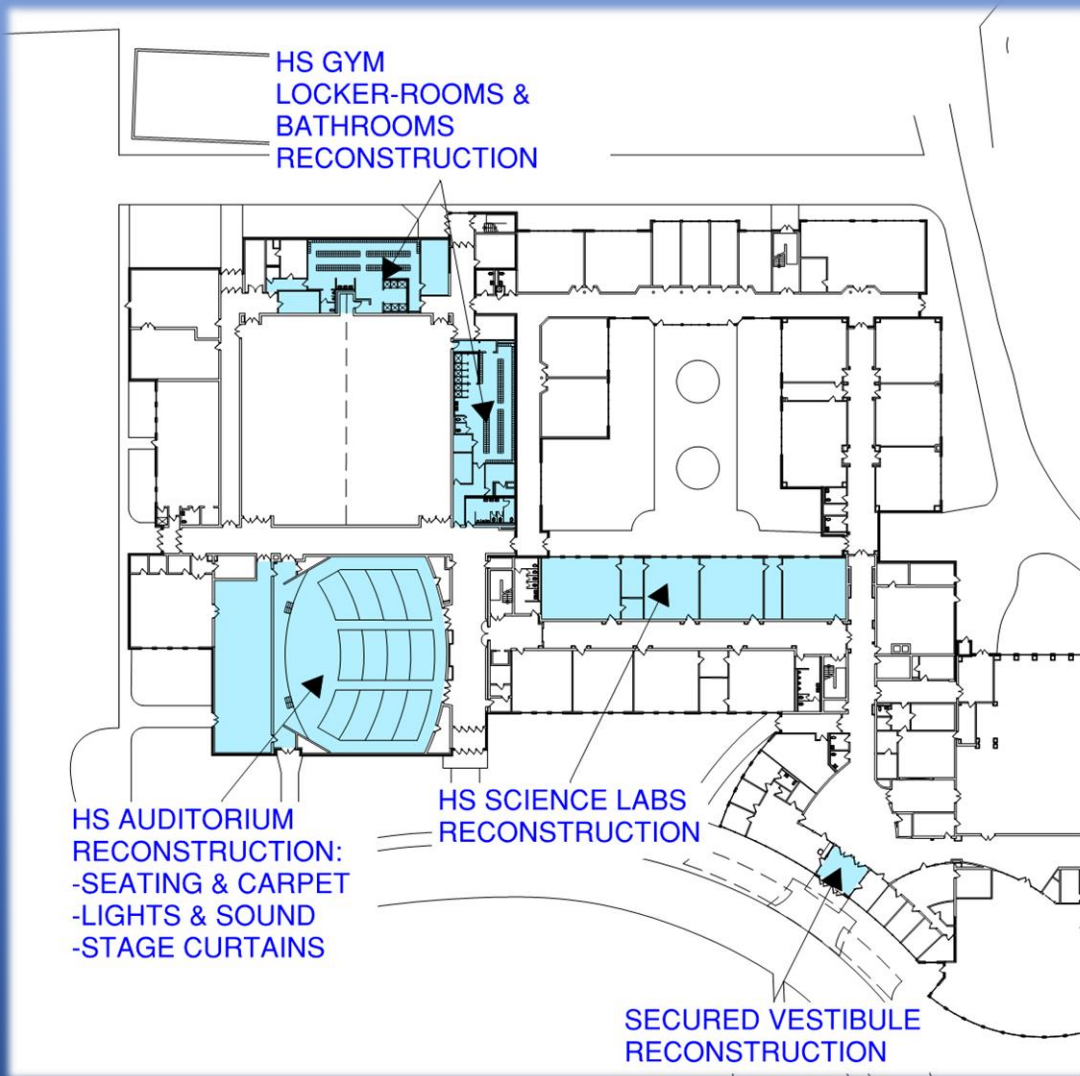 HS GYM
LOCKER-ROOMS &
BATHROOMS
RECONSTRUCTION
HS AUDITORIUM
RECONSTRUCTION:
-SEATING & CARPET
-LIGHTS & SOUND
-STAGE CURTAINS
HS SCIENCE LABS
RECONSTRUCTION
SECURED VESTIBULE
RECONSTRUCTION